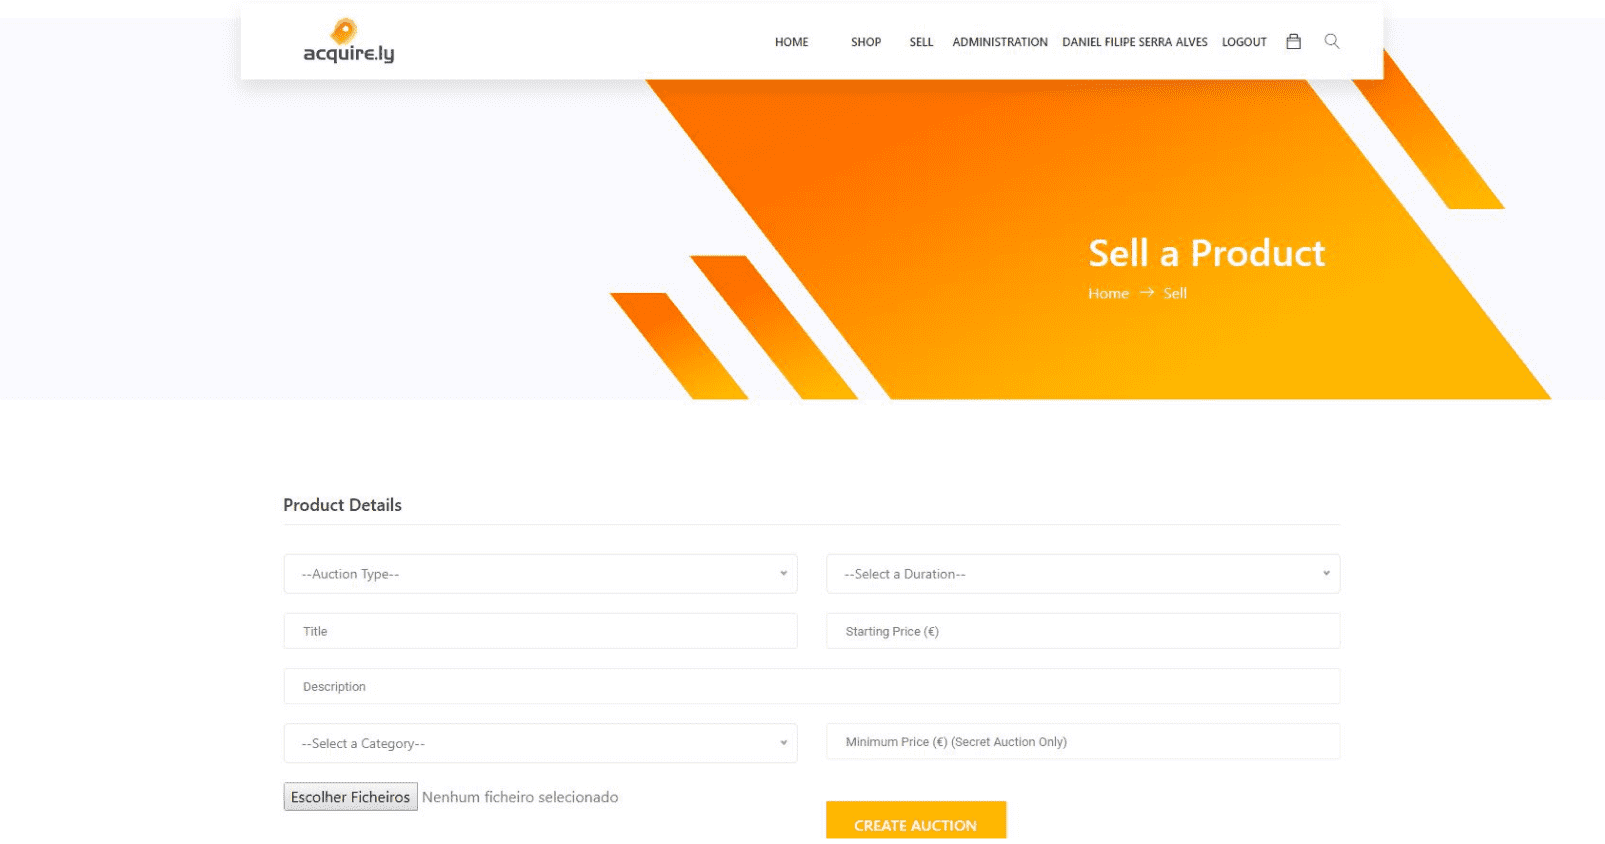 acquire.ly
HOME SHOP SELL ADMINISTRATION DANIEL FILIPE SERRA ALVES LOGOUT
Sell a Product
Home → Sell
Product Details
--Auction Type--
--Select a Duration--
Title
Starting Price (€)
Description
--Select a Category--
Minimum Price (€) (Secret Auction Only)
Escolher Ficheiros Nenhum ficheiro selecionado
CREATE AUCTION